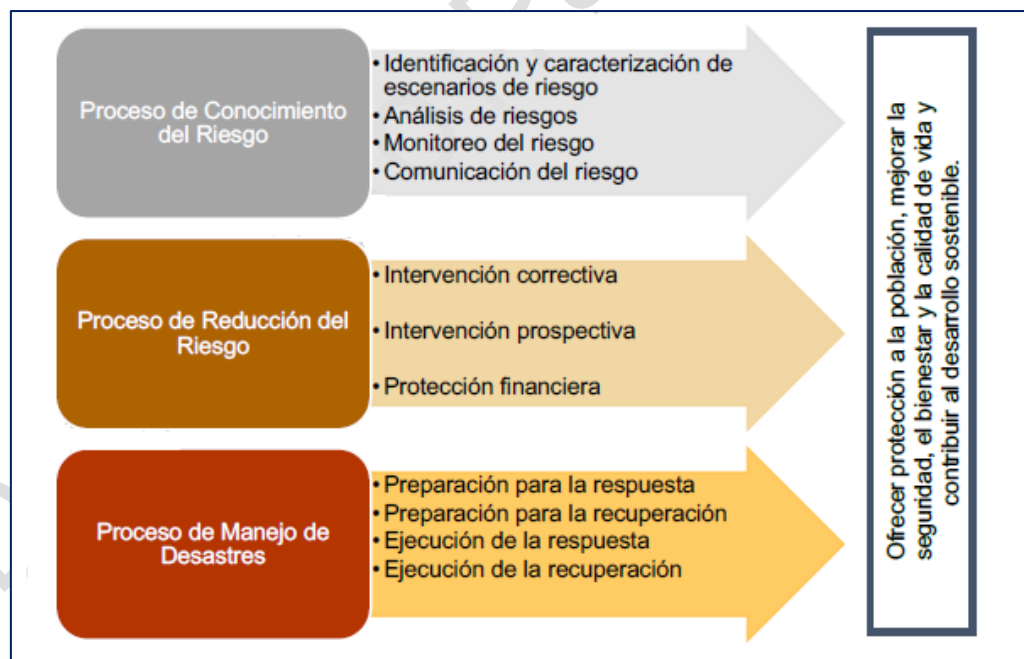 Proceso de Conocimiento
del Riesgo
• Identificación y caracterización de
escenarios de riesgo
• Análisis de riesgos
• Monitoreo del riesgo
• Comunicación del riesgo
Proceso de Reducción del
Riesgo
• Intervención correctiva
• Intervención prospectiva
• Protección financiera
Proceso de Manejo de
Desastres
• Preparación para la respuesta
• Preparación para la recuperación
• Ejecución de la respuesta
• Ejecución de la recuperación
Ofrecer protección a la población, mejorar la
seguridad, el bienestar y la calidad de vida y
contribuir al desarrollo sostenible.